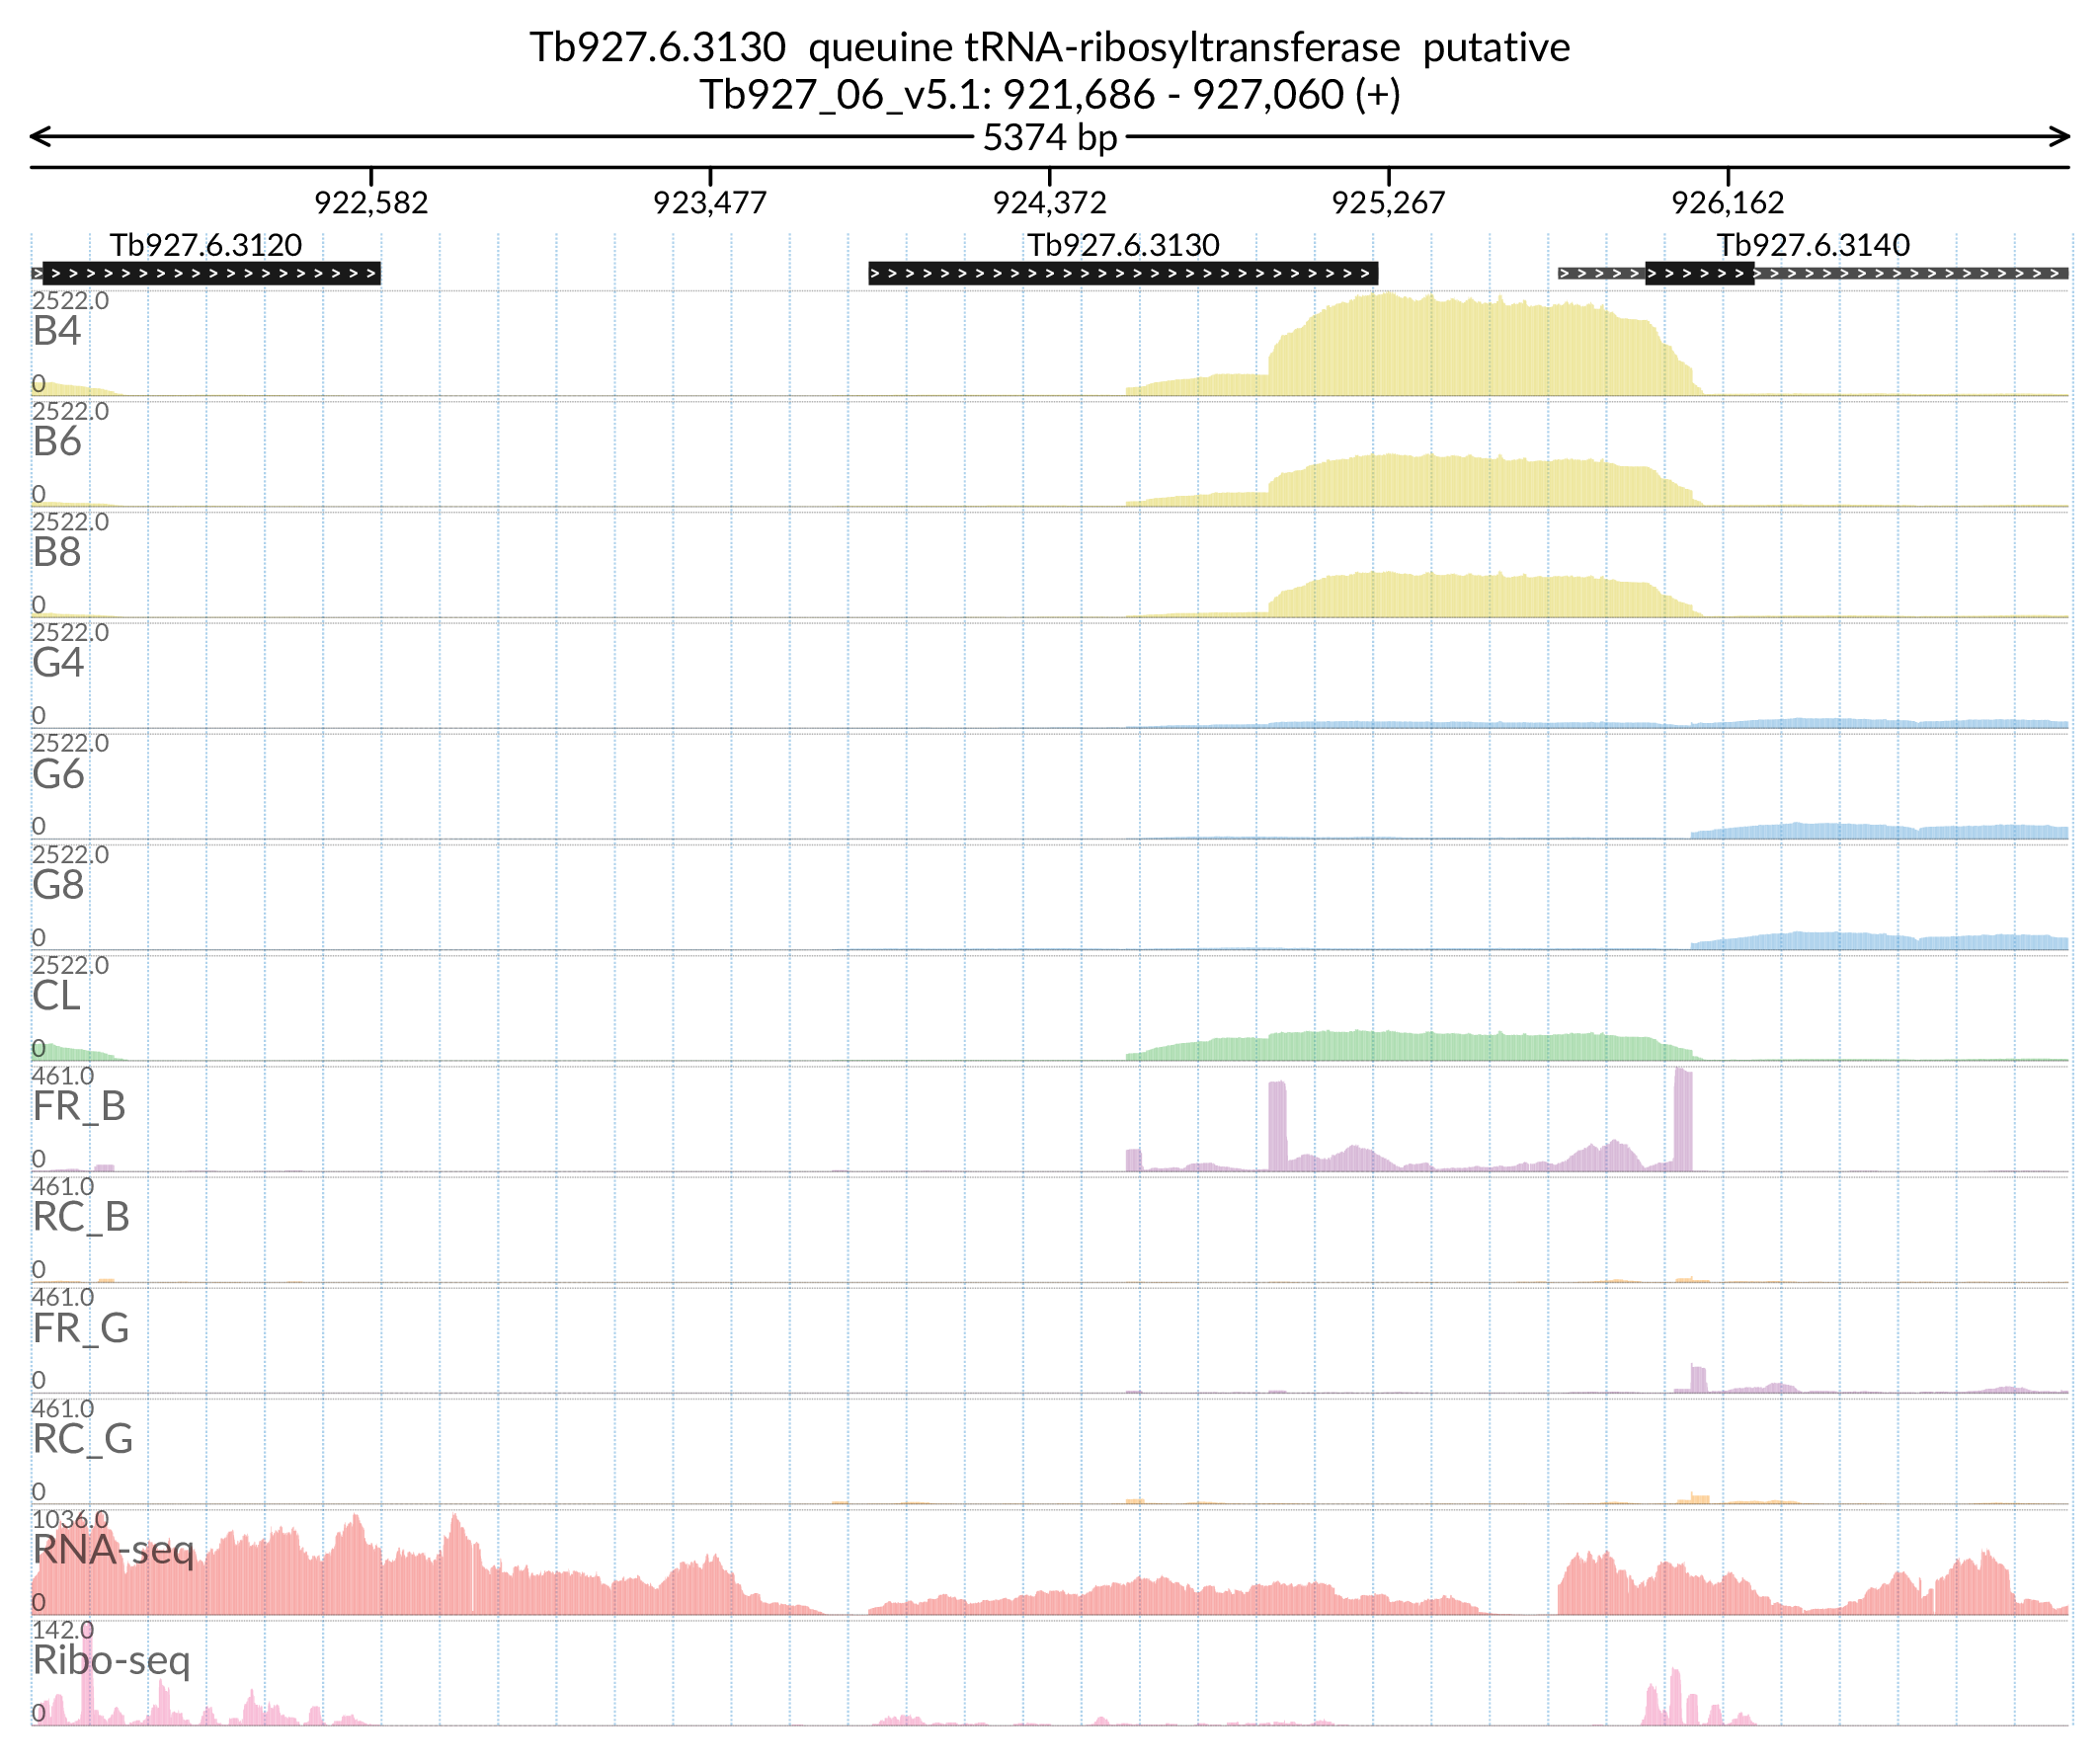 Tb927.6.3130  queuine tRNA-ribosyltransferase  putative
Tb927_06_v5.1: 921,686 - 927,060 (+)
5374 bp
922,582 923,477 924,372 925,267 926,162
Tb927.6.3120 Tb927.6.3130 Tb927.6.3140
2522.0
B4
0
2522.0
B6
0
2522.0
B8
0
2522.0
G4
0
2522.0
G6
0
2522.0
G8
0
2522.0
CL
0
461.0
FR_B
0
461.0
RC_B
0
461.0
FR_G
0
461.0
RC_G
0
1036.0
RNA-seq
0
142.0
Ribo-seq
0